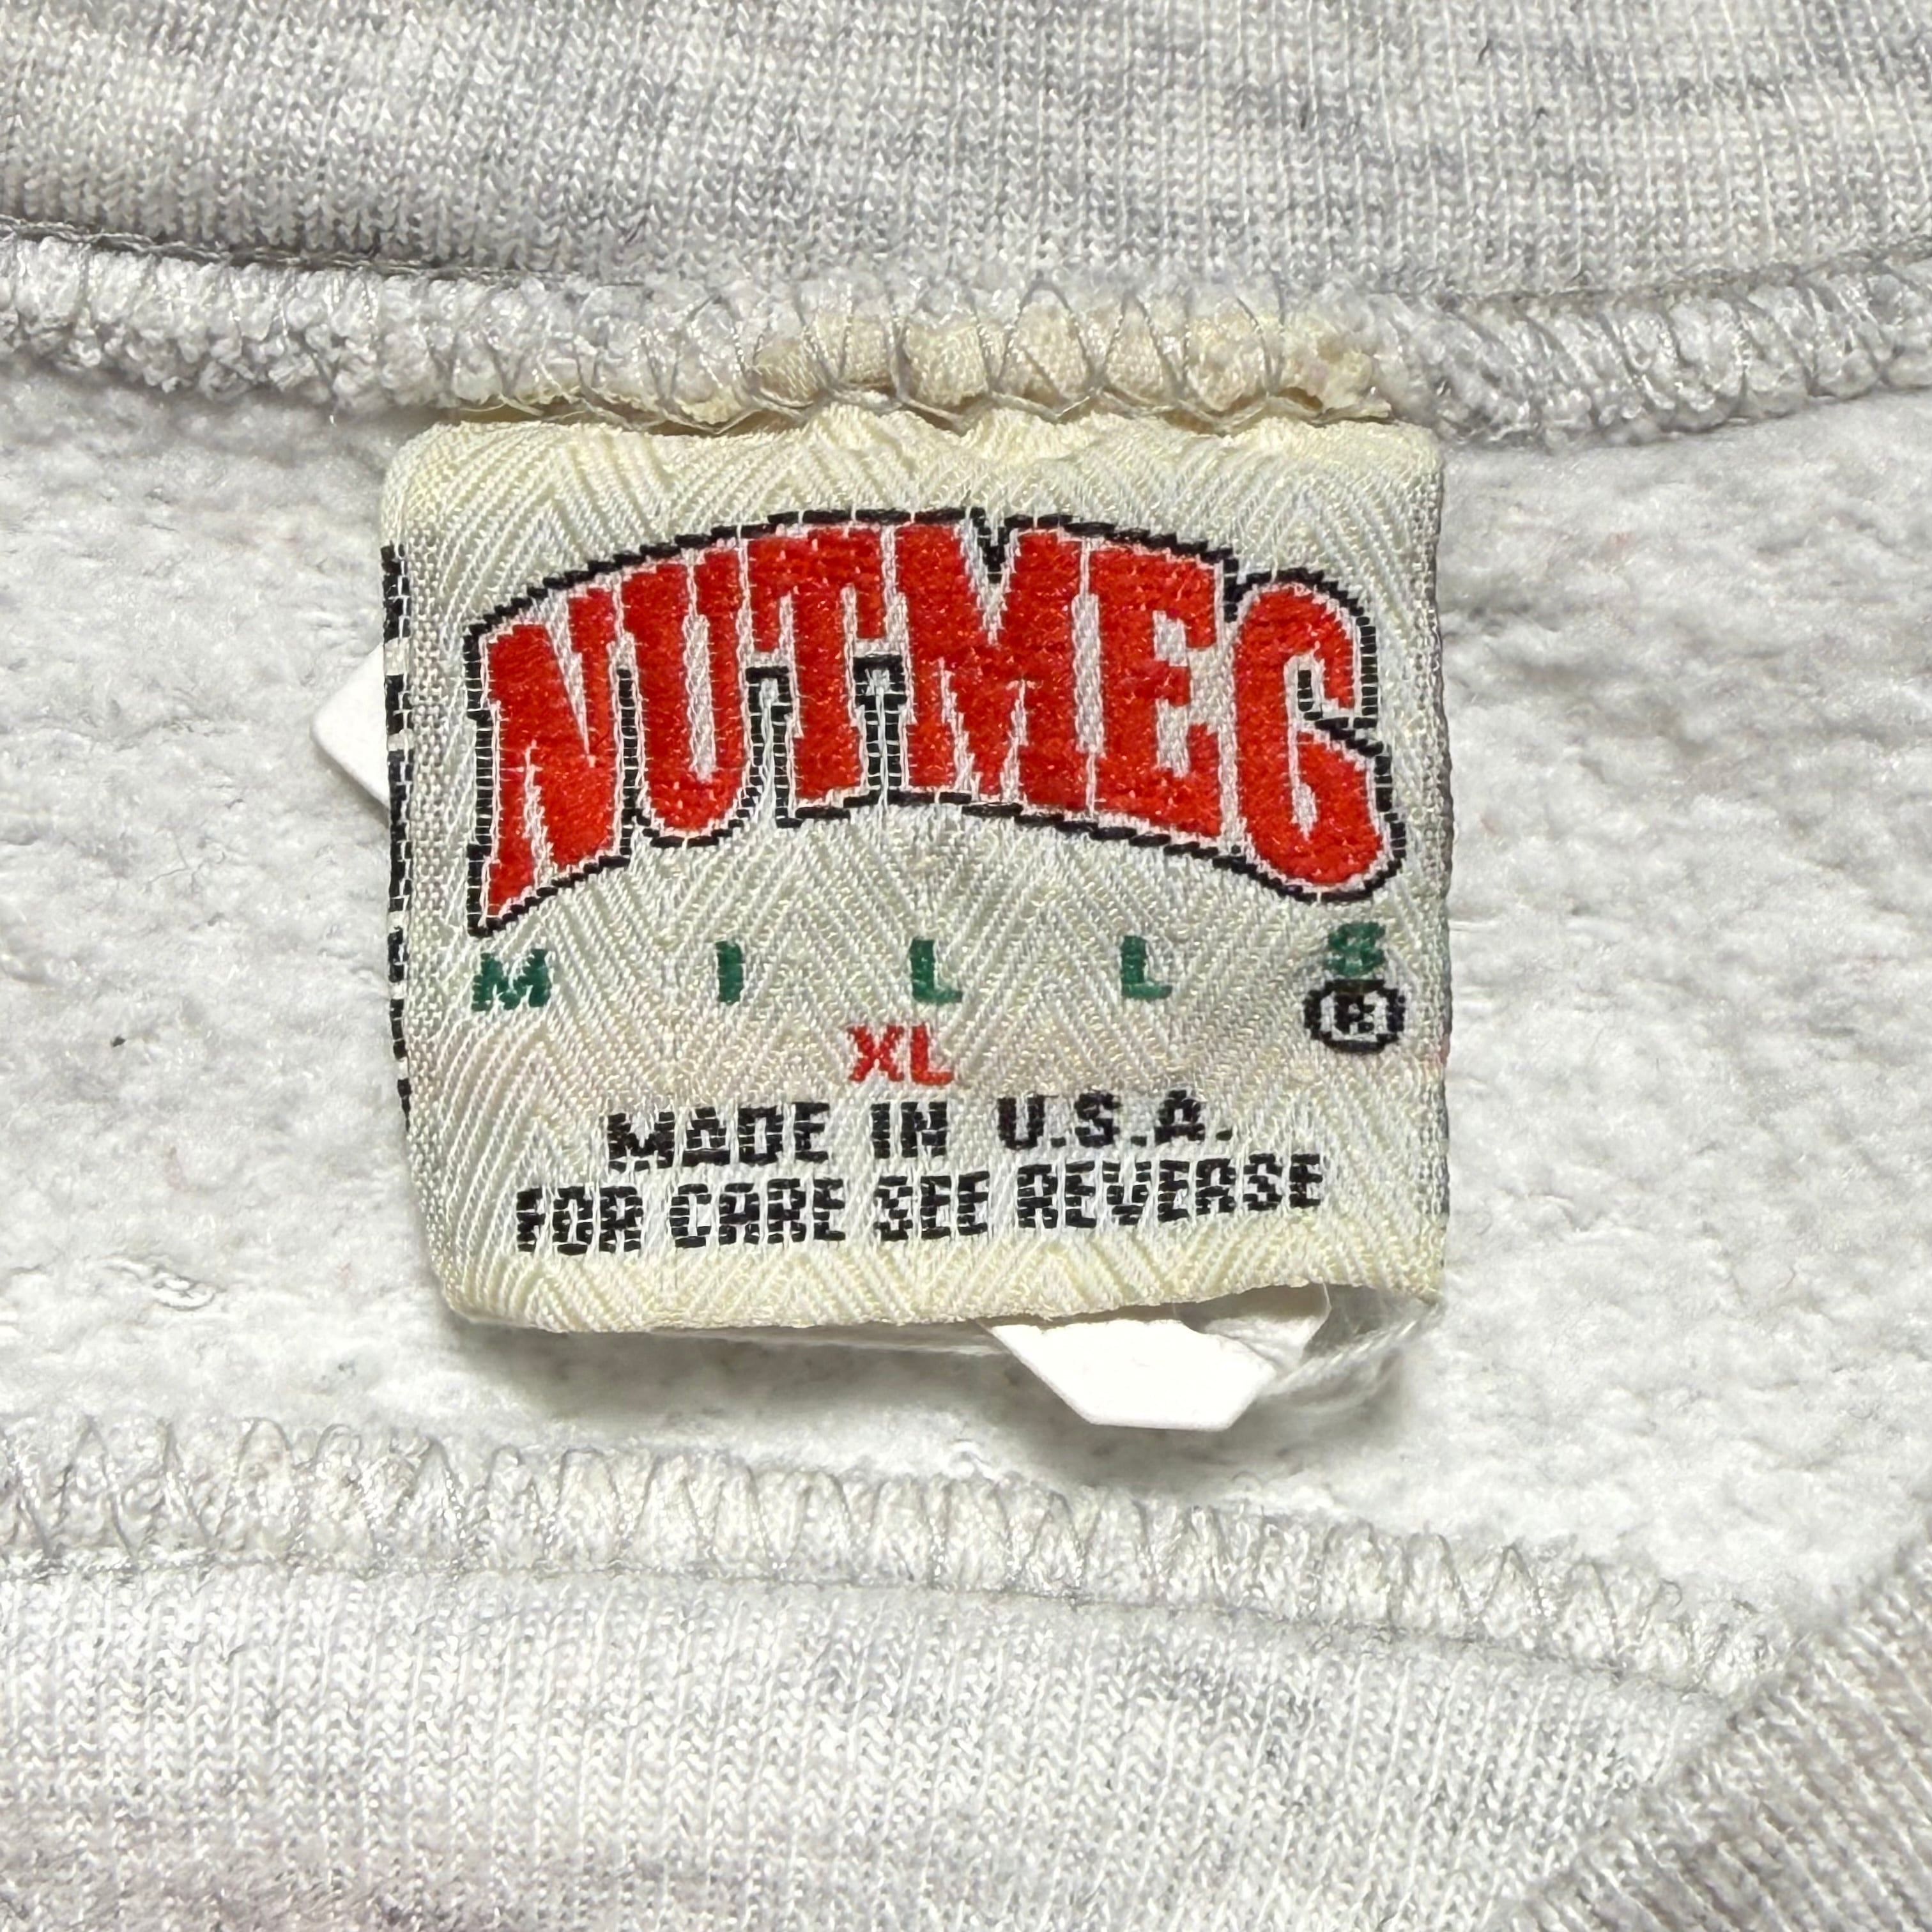 NUTMEG
MILLS
®
XL
MADE IN U.S.A.
FOR CARE SEE REVERSE